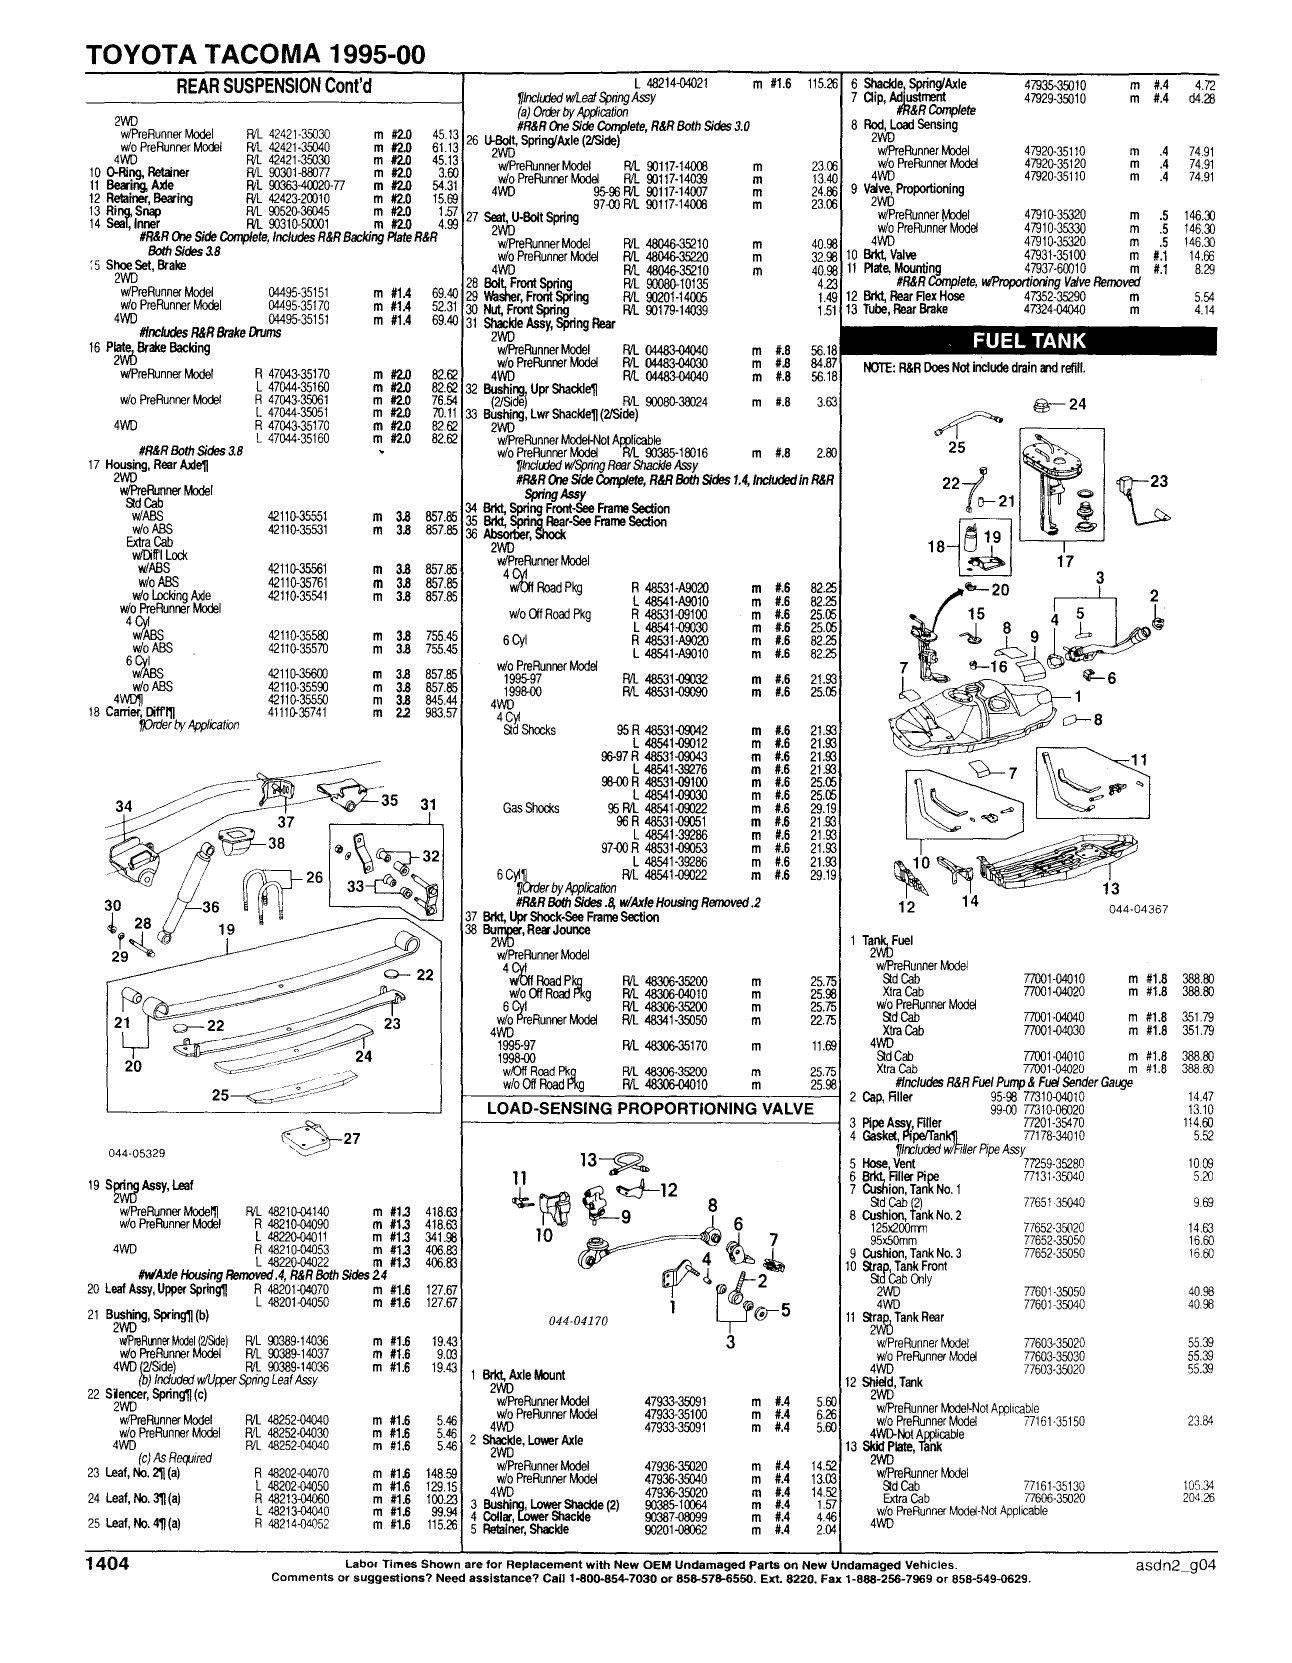 TOYOTA TACOMA 1995-00
REAR SUSPENSION Cont'd
2WD
w/PreRunner Model R/L 42421-35030 m #2.0 45.13
w/o PreRunner Model R/L 42421-35040 m #2.0 61.13
4WD R/L 42421-35030 m #2.0 45.13
10 O-Ring, Retainer R/L 90301-88077 m #2.0 3.60
11 Bearing, Axle R/L 90363-40020-77 m #2.0 54.31
12 Retainer, Bearing R/L 42423-20010 m #2.0 15.69
13 Ring, Snap R/L 90520-36045 m #2.0 1.57
14 Seal, Inner R/L 90310-50001 m #2.0 4.99
#R&R One Side Complete, Includes R&R Backing Plate R&R
Both Sides 3.8
15 Shoe Set, Brake
2WD
w/PreRunner Model 04495-35151 m #1.4 69.40
w/o PreRunner Model 04495-35170 m #1.4 52.31
4WD 04495-35151 m #1.4 69.40
#Includes R&R Brake Drums
16 Plate, Brake Backing
2WD
w/PreRunner Model R 47043-35170 m #2.0 82.62
L 47044-35160 m #2.0 82.62
w/o PreRunner Model R 47043-35061 m #2.0 76.54
L 47044-35051 m #2.0 70.11
4WD R 47043-35170 m #2.0 82.62
L 47044-35160 m #2.0 82.62
#R&R Both Sides 3.8
17 Housing, Rear Axle¶
2WD
w/PreRunner Model
Std Cab
w/ABS 42110-35551 m 3.8 857.85
w/o ABS 42110-35531 m 3.8 857.85
Extra Cab
w/Diff'l Lock
w/ABS 42110-35561 m 3.8 857.85
w/o ABS 42110-35761 m 3.8 857.85
w/o Locking Axle 42110-35541 m 3.8 857.85
w/o PreRunner Model
4 Cyl
w/ABS 42110-35580 m 3.8 755.45
w/o ABS 42110-35570 m 3.8 755.45
6 Cyl
w/ABS 42110-35600 m 3.8 857.85
w/o ABS 42110-35590 m 3.8 857.85
4WD¶ 42110-35550 m 3.8 845.44
18 Carrier, Diff'l¶ 41110-35741 m 2.2 983.57
¶Order by Application
34
35
31
37
38
32
26
33
30
36
28
19
29
22
21
22
23
20
24
25
27
044-05329
19 Spring Assy, Leaf
2WD
w/PreRunner Model¶ R/L 48210-04140 m #1.3 418.63
w/o PreRunner Model R 48210-04090 m #1.3 418.63
L 48220-04011 m #1.3 341.98
4WD R 48210-04053 m #1.3 406.83
L 48220-04022 m #1.3 406.83
#w/Axle Housing Removed .4, R&R Both Sides 2.4
20 Leaf Assy, Upper Spring¶ R 48201-04070 m #1.6 127.67
L 48201-04050 m #1.6 127.67
21 Bushing, Spring¶ (b)
2WD
w/PreRunner Model (2/Side) R/L 90389-14036 m #1.6 19.43
w/o PreRunner Model R/L 90389-14037 m #1.6 9.03
4WD (2/Side) R/L 90389-14036 m #1.6 19.43
(b) Included w/Upper Spring Leaf Assy
22 Silencer, Spring¶ (c)
2WD
w/PreRunner Model R/L 48252-04040 m #1.6 5.46
w/o PreRunner Model R/L 48252-04030 m #1.6 5.46
4WD R/L 48252-04040 m #1.6 5.46
(c) As Required
23 Leaf, No. 2¶ (a) R 48202-04070 m #1.6 148.59
L 48202-04050 m #1.6 129.15
24 Leaf, No. 3¶ (a) R 48213-04060 m #1.6 100.23
L 48213-04040 m #1.6 99.94
25 Leaf, No. 4¶ (a) R 48214-04052 m #1.6 115.26
L 48214-04021 m #1.6 115.26
¶Included w/Leaf Spring Assy
(a) Order by Application
#R&R One Side Complete, R&R Both Sides 3.0
26 U-Bolt, Spring/Axle (2/Side)
2WD
w/PreRunner Model R/L 90117-14008 m 23.06
w/o PreRunner Model R/L 90117-14039 m 13.40
4WD 95-96 R/L 90117-14007 m 24.86
97-00 R/L 90117-14008 m 23.06
27 Seat, U-Bolt Spring
2WD
w/PreRunner Model R/L 48046-35210 m 40.98
w/o PreRunner Model R/L 48046-35220 m 32.98
4WD R/L 48046-35210 m 40.98
28 Bolt, Front Spring R/L 90080-10135 4.23
29 Washer, Front Spring R/L 90201-14005 1.49
30 Nut, Front Spring R/L 90179-14039 1.51
31 Shackle Assy, Spring Rear
2WD
w/PreRunner Model R/L 04483-04040 m #.8 56.18
w/o PreRunner Model R/L 04483-04030 m #.8 84.87
4WD R/L 04483-04040 m #.8 56.18
32 Bushing, Upr Shackle¶
(2/Side) R/L 90080-38024 m #.8 3.63
33 Bushing, Lwr Shackle¶ (2/Side)
2WD
w/PreRunner Model-Not Applicable
w/o PreRunner Model R/L 90385-18016 m #.8 2.80
¶Included w/Spring Rear Shackle Assy
#R&R One Side Complete, R&R Both Sides 1.4, Included in R&R
Spring Assy
34 Brkt, Spring Front-See Frame Section
35 Brkt, Spring Rear-See Frame Section
36 Absorber, Shock
2WD
w/PreRunner Model
4 Cyl
w/Off Road Pkg R 48531-A9020 m #.6 82.25
L 48541-A9010 m #.6 82.25
w/o Off Road Pkg R 48531-09100 m #.6 25.05
L 48541-09030 m #.6 25.05
6 Cyl R 48531-A9020 m #.6 82.25
L 48541-A9010 m #.6 82.25
w/o PreRunner Model
1995-97 R/L 48531-09032 m #.6 21.93
1998-00 R/L 48531-09090 m #.6 25.05
4WD
4 Cyl
Std Shocks 95 R 48531-09042 m #.6 21.93
L 48541-09012 m #.6 21.93
96-97 R 48531-09043 m #.6 21.93
L 48541-39276 m #.6 21.93
98-00 R 48531-09100 m #.6 25.05
L 48541-09030 m #.6 25.05
Gas Shocks 95 R/L 48541-09022 m #.6 29.19
96 R 48531-09051 m #.6 21.93
L 48541-39286 m #.6 21.93
97-00 R 48531-09053 m #.6 21.93
L 48541-39286 m #.6 21.93
6 Cyl¶ R/L 48541-09022 m #.6 29.19
¶Order by Application
#R&R Both Sides .8, w/Axle Housing Removed .2
37 Brkt, Upr Shock-See Frame Section
38 Bumper, Rear Jounce
2WD
w/PreRunner Model
4 Cyl
w/Off Road Pkg R/L 48306-35200 m 25.75
w/o Off Road Pkg R/L 48306-04010 m 25.98
6 Cyl R/L 48306-35200 m 25.75
w/o PreRunner Model R/L 48341-35050 m 22.75
4WD
1995-97 R/L 48306-35170 m 11.69
1998-00
w/Off Road Pkg R/L 48306-35200 m 25.75
w/o Off Road Pkg R/L 48306-04010 m 25.98
LOAD-SENSING PROPORTIONING VALVE
13
11
12
8
9
6
10
7
4
2
1
5
3
044-04170
1 Brkt, Axle Mount
2WD
w/PreRunner Model 47933-35091 m #.4 5.60
w/o PreRunner Model 47933-35100 m #.4 6.26
4WD 47933-35091 m #.4 5.60
2 Shackle, Lower Axle
2WD
w/PreRunner Model 47936-35020 m #.4 14.52
w/o PreRunner Model 47936-35040 m #.4 13.03
4WD 47936-35020 m #.4 14.52
3 Bushing, Lower Shackle (2) 90385-10064 m #.4 1.57
4 Collar, Lower Shackle 90387-08099 m #.4 4.46
5 Retainer, Shackle 90201-08062 m #.4 2.04
6 Shackle, Spring/Axle 47935-35010 m #.4 4.72
7 Clip, Adjustment 47929-35010 m #.4 d4.28
#R&R Complete
8 Rod, Load Sensing
2WD
w/PreRunner Model 47920-35110 m .4 74.91
w/o PreRunner Model 47920-35120 m .4 74.91
4WD 47920-35110 m .4 74.91
9 Valve, Proportioning
2WD
w/PreRunner Model 47910-35320 m .5 146.30
w/o PreRunner Model 47910-35330 m .5 146.30
4WD 47910-35320 m .5 146.30
10 Brkt, Valve 47931-35100 m #.1 14.66
11 Plate, Mounting 47937-60010 m #.1 8.29
#R&R Complete, w/Proportioning Valve Removed
12 Brkt, Rear Flex Hose 47352-35290 m 5.54
13 Tube, Rear Brake 47324-04040 m 4.14
FUEL TANK
NOTE: R&R Does Not include drain and refill.
24
25
22
21
23
18
19
17
3
20
2
15
8
4
5
9
7
16
6
1
8
11
7
10
13
12
14
044-04367
1 Tank, Fuel
2WD
w/PreRunner Model
Std Cab 77001-04010 m #1.8 388.80
Xtra Cab 77001-04020 m #1.8 388.80
w/o PreRunner Model
Std Cab 77001-04040 m #1.8 351.79
Xtra Cab 77001-04030 m #1.8 351.79
4WD
Std Cab 77001-04010 m #1.8 388.80
Xtra Cab 77001-04020 m #1.8 388.80
#Includes R&R Fuel Pump & Fuel Sender Gauge
2 Cap, Filler 95-98 77310-04010 14.47
99-00 77310-06020 13.10
3 Pipe Assy, Filler 77201-35470 114.60
4 Gasket, Pipe/Tank¶ 77178-34010 5.52
¶Included w/Filler Pipe Assy
5 Hose, Vent 77259-35280 10.09
6 Brkt, Filler Pipe 77131-35040 5.20
7 Cushion, Tank No. 1
Std Cab (2) 77651-35040 9.69
8 Cushion, Tank No. 2
125x200mm 77652-35020 14.63
95x50mm 77652-35050 16.60
9 Cushion, Tank No. 3 77652-35050 16.60
10 Strap, Tank Front
Std Cab Only
2WD 77601-35050 40.98
4WD 77601-35040 40.98
11 Strap, Tank Rear
2WD
w/PreRunner Model 77603-35020 55.39
w/o PreRunner Model 77603-35030 55.39
4WD 77603-35020 55.39
12 Shield, Tank
2WD
w/PreRunner Model-Not Applicable
w/o PreRunner Model 77161-35150 23.84
4WD-Not Applicable
13 Skid Plate, Tank
2WD
w/PreRunner Model
Std Cab 77161-35130 105.34
Extra Cab 77606-35020 204.26
w/o PreRunner Model-Not Applicable
4WD
1404
Labor Times Shown are for Replacement with New OEM Undamaged Parts on New Undamaged Vehicles.
Comments or suggestions? Need assistance? Call 1-800-854-7030 or 858-578-6550. Ext. 8220. Fax 1-888-256-7969 or 858-549-0629.
asdn2_g04